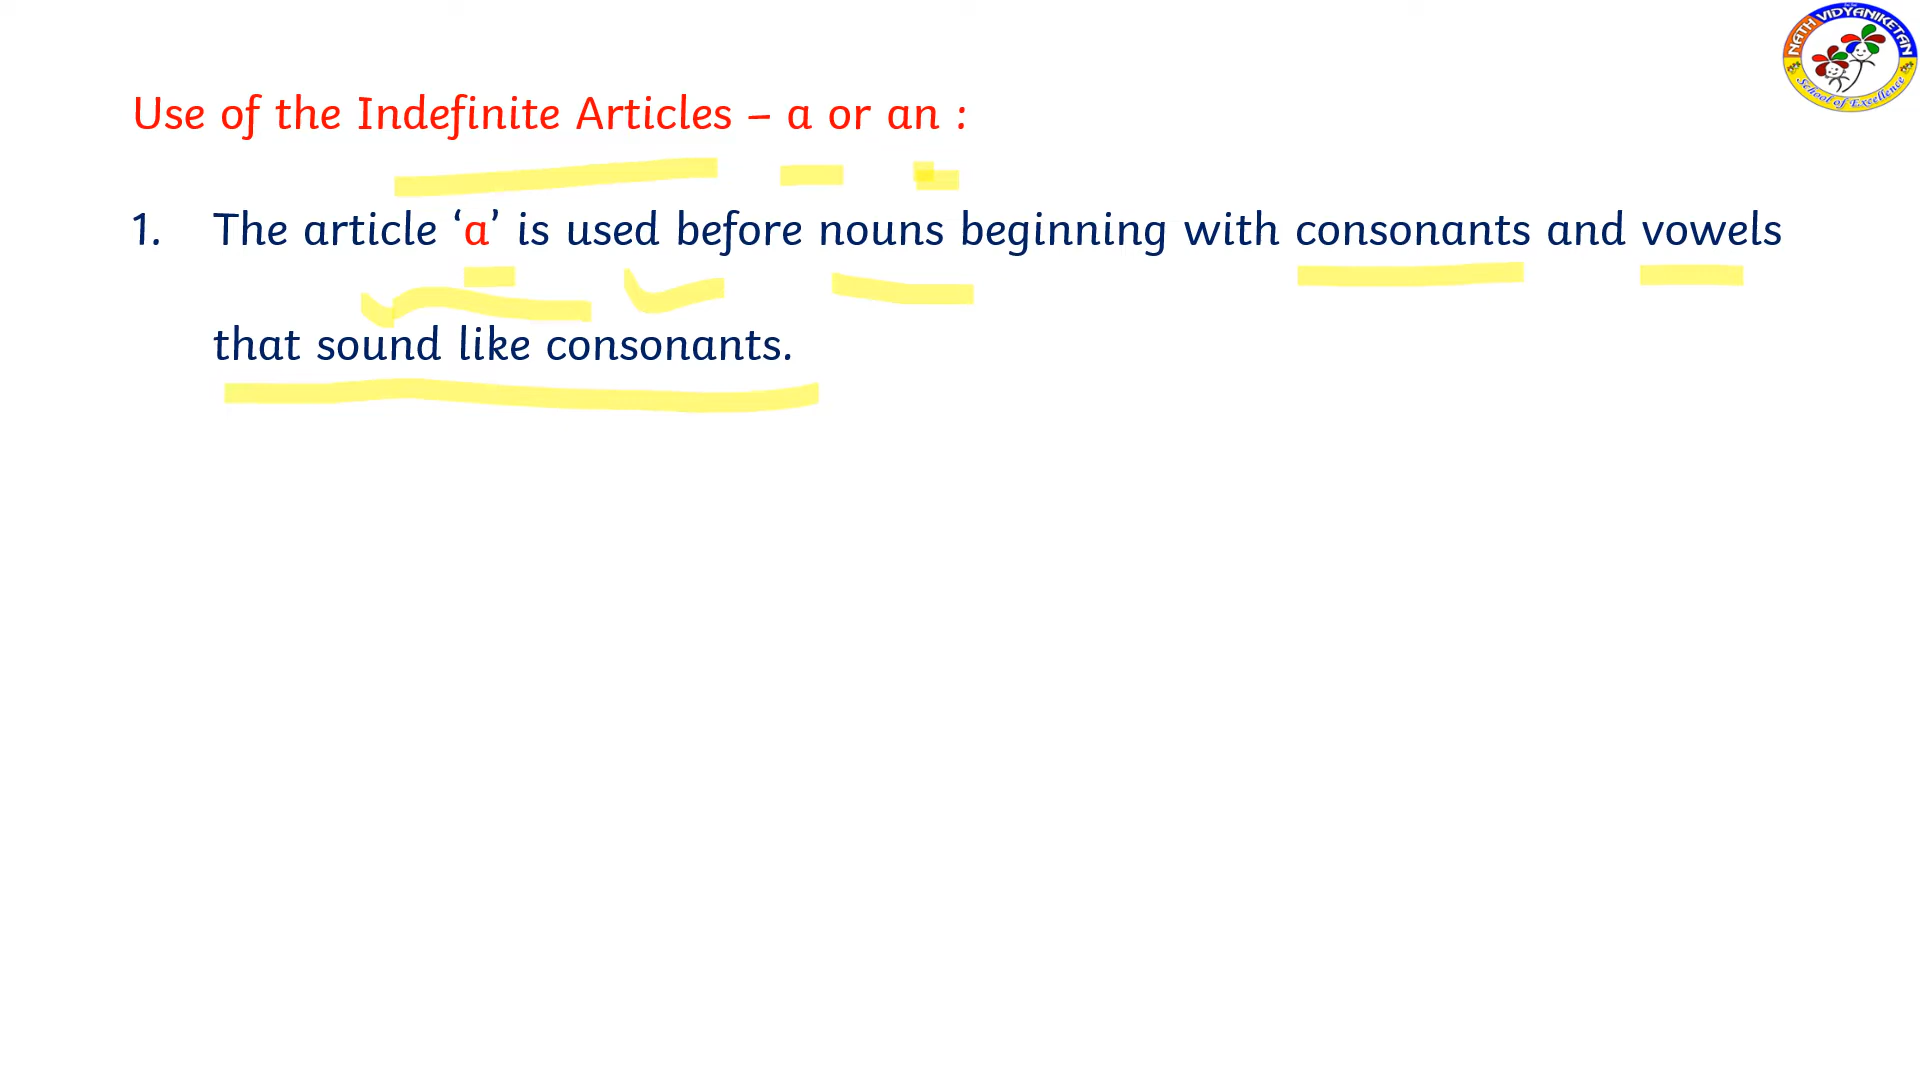 NATH VIDYANIKETAN
School of Excellence
Use of the Indefinite Articles – a or an :
1. The article ‘a’ is used before nouns beginning with consonants and vowels
that sound like consonants.